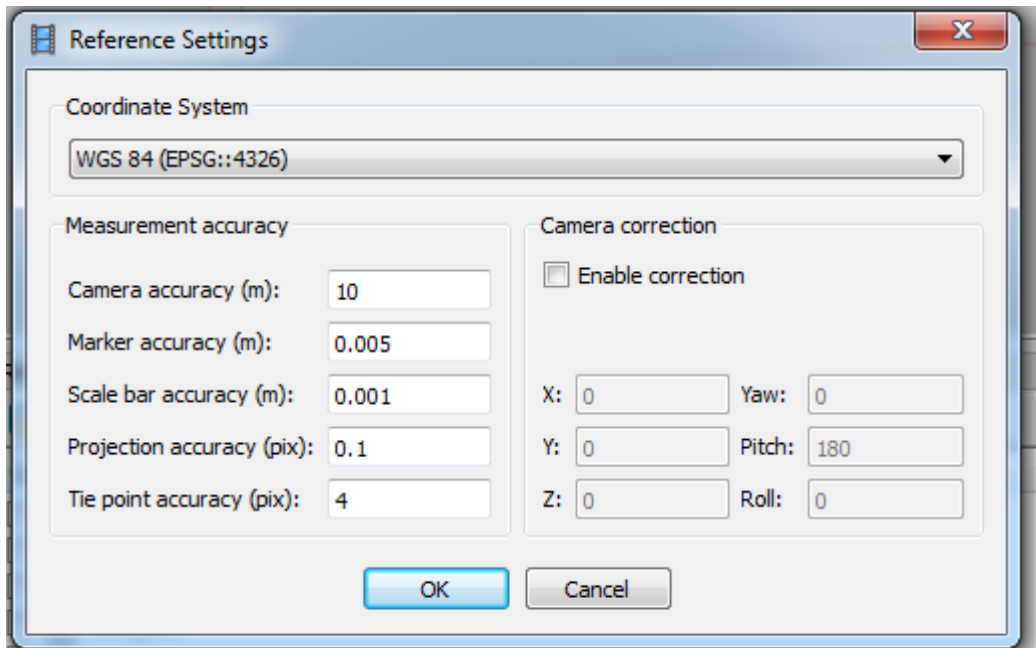 Reference Settings
Coordinate System
WGS 84 (EPSG::4326)
Measurement accuracy
Camera accuracy (m): 10
Marker accuracy (m): 0.005
Scale bar accuracy (m): 0.001
Projection accuracy (pix): 0.1
Tie point accuracy (pix): 4
Camera correction
Enable correction
X: 0 Yaw: 0
Y: 0 Pitch: 180
Z: 0 Roll: 0
OK Cancel